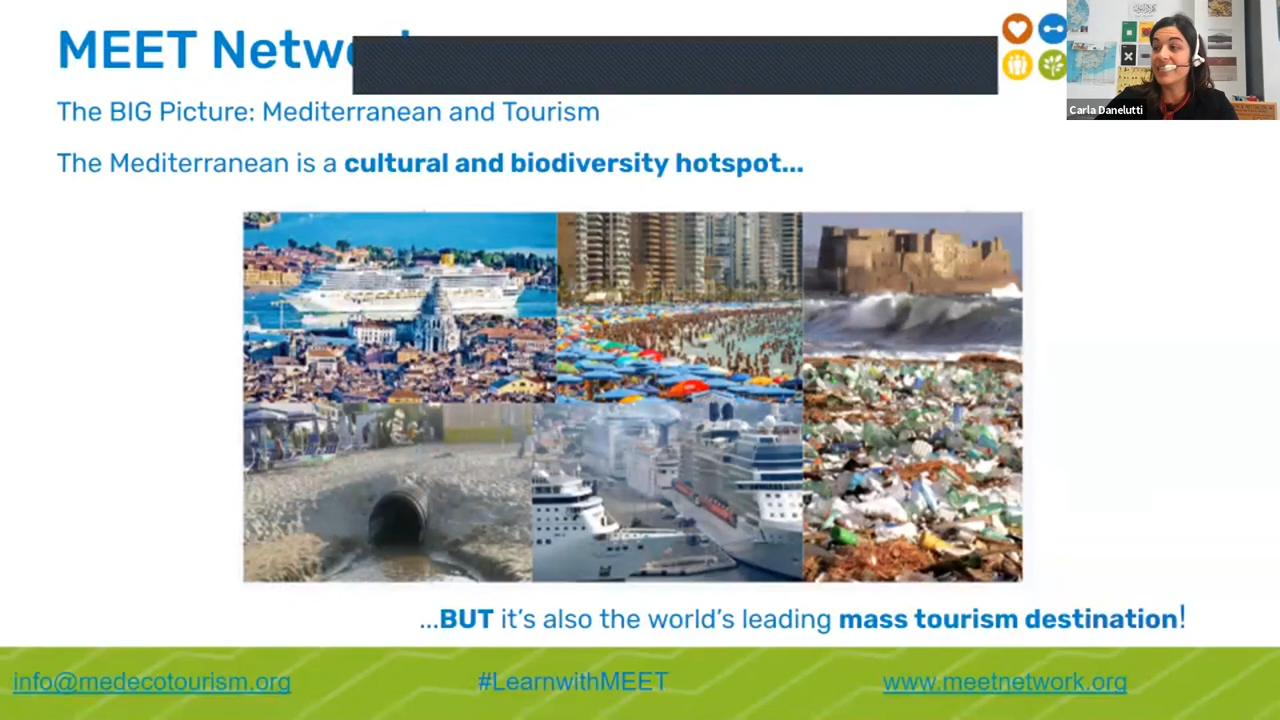 MEET
The BIG Picture: Mediterranean and Tourism
Carla Danelutti
The Mediterranean is a cultural and biodiversity hotspot...
...BUT it's also the world's leading mass tourism destination!
info@medecotourism.org
#LearnwithMEET
www.meetnetwork.org